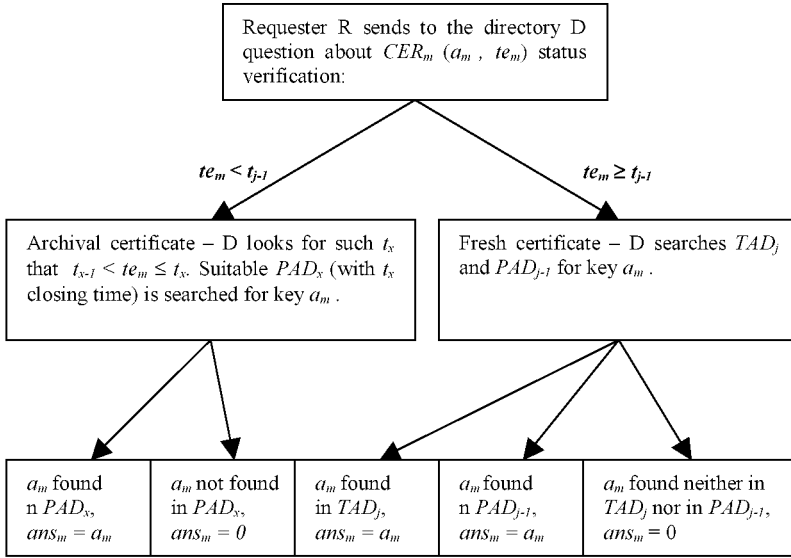 Requester R sends to the directory D
question about CERₘ (aₘ , teₘ) status
verification:
teₘ < tⱼ₋₁
teₘ ≥ tⱼ₋₁
Archival certificate – D looks for such tₓ
that tₓ₋₁ < teₘ ≤ tₓ. Suitable PADₓ (with tₓ
closing time) is searched for key aₘ .
Fresh certificate – D searches TADⱼ
and PADⱼ₋₁ for key aₘ .
aₘ found
n PADₓ,
ansₘ = aₘ
aₘ not found
in PADₓ,
ansₘ = 0
aₘ found
in TADⱼ,
ansₘ = aₘ
aₘ found
n PADⱼ₋₁,
ansₘ = aₘ
aₘ found neither in
TADⱼ nor in PADⱼ₋₁,
ansₘ = 0